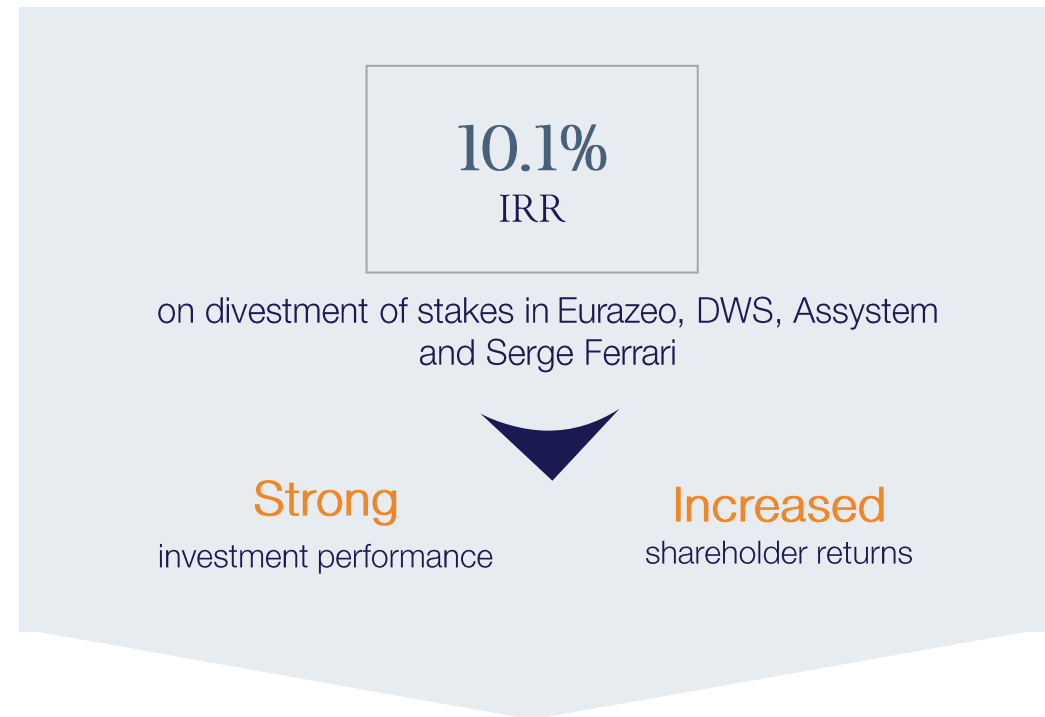 10.1%
IRR
on divestment of stakes in Eurazeo, DWS, Assystem
and Serge Ferrari
Strong
investment performance
Increased
shareholder returns